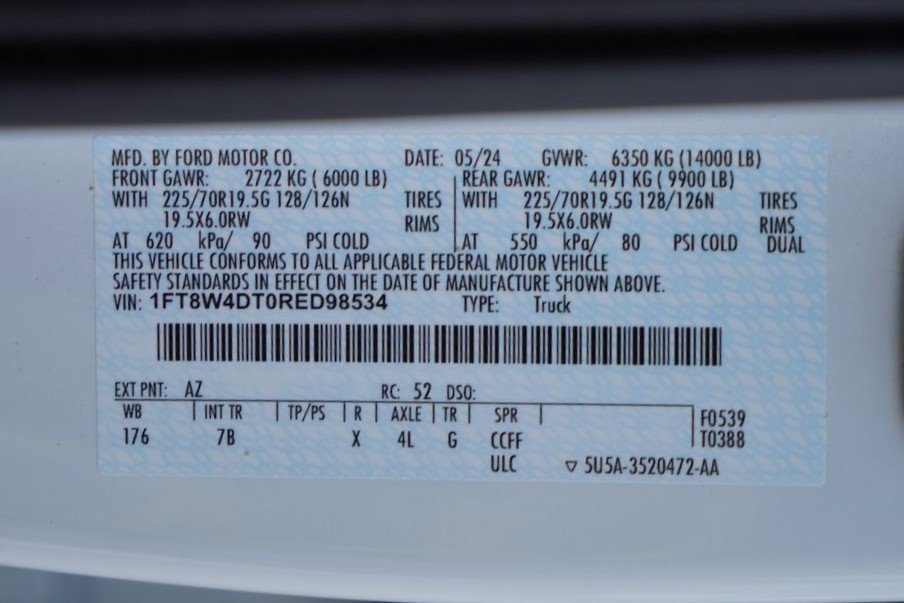 MFD. BY FORD MOTOR CO. DATE: 05/24 GVWR: 6350 KG (14000 LB)
FRONT GAWR: 2722 KG ( 6000 LB) REAR GAWR: 4491 KG ( 9900 LB)
WITH 225/70R19.5G 128/126N TIRES WITH 225/70R19.5G 128/126N TIRES
19.5X6.0RW RIMS 19.5X6.0RW RIMS
AT 620 kPa/ 90 PSI COLD AT 550 kPa/ 80 PSI COLD DUAL
THIS VEHICLE CONFORMS TO ALL APPLICABLE FEDERAL MOTOR VEHICLE
SAFETY STANDARDS IN EFFECT ON THE DATE OF MANUFACTURE SHOWN ABOVE.
VIN: 1FT8W4DT0RED98534 TYPE: Truck
EXT PNT: AZ RC: 52 DSO:
WB INT TR TP/PS R AXLE TR SPR F0539
176 7B X 4L G CCFF T0388
ULC ▽ 5U5A-3520472-AA